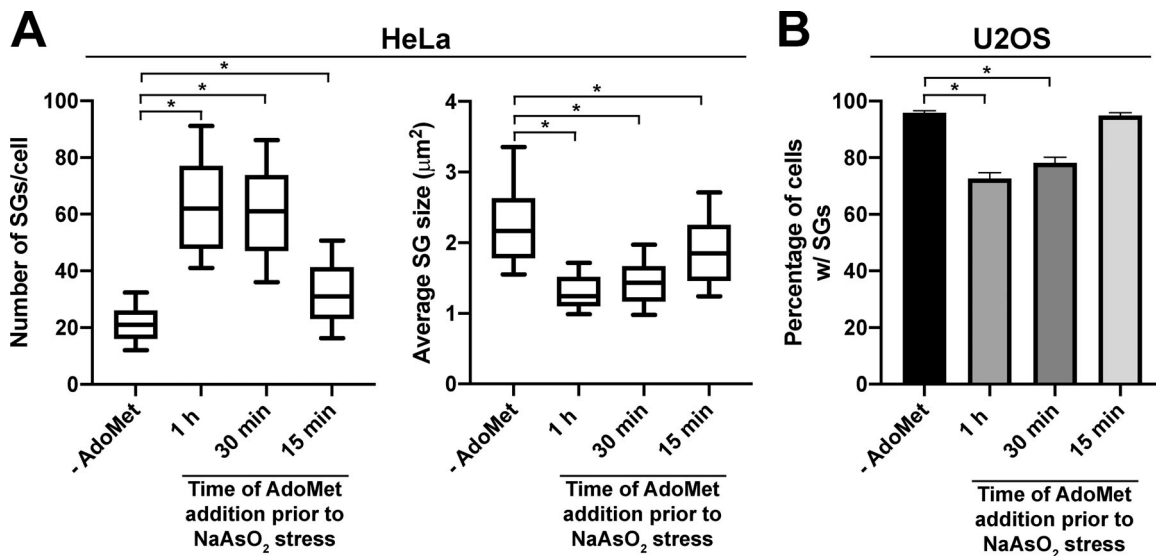 A
HeLa
Number of SGs/cell
100
80
60
40
20
0
*
*
*
- AdoMet
1 h
30 min
15 min
Time of AdoMet
addition prior to
NaAsO₂ stress
Average SG size (μm²)
4
3
2
1
0
*
*
*
- AdoMet
1 h
30 min
15 min
Time of AdoMet
addition prior to
NaAsO₂ stress
B
U2OS
Percentage of cells
w/ SGs
100
80
60
40
20
0
*
*
- AdoMet
1 h
30 min
15 min
Time of AdoMet
addition prior to
NaAsO₂ stress